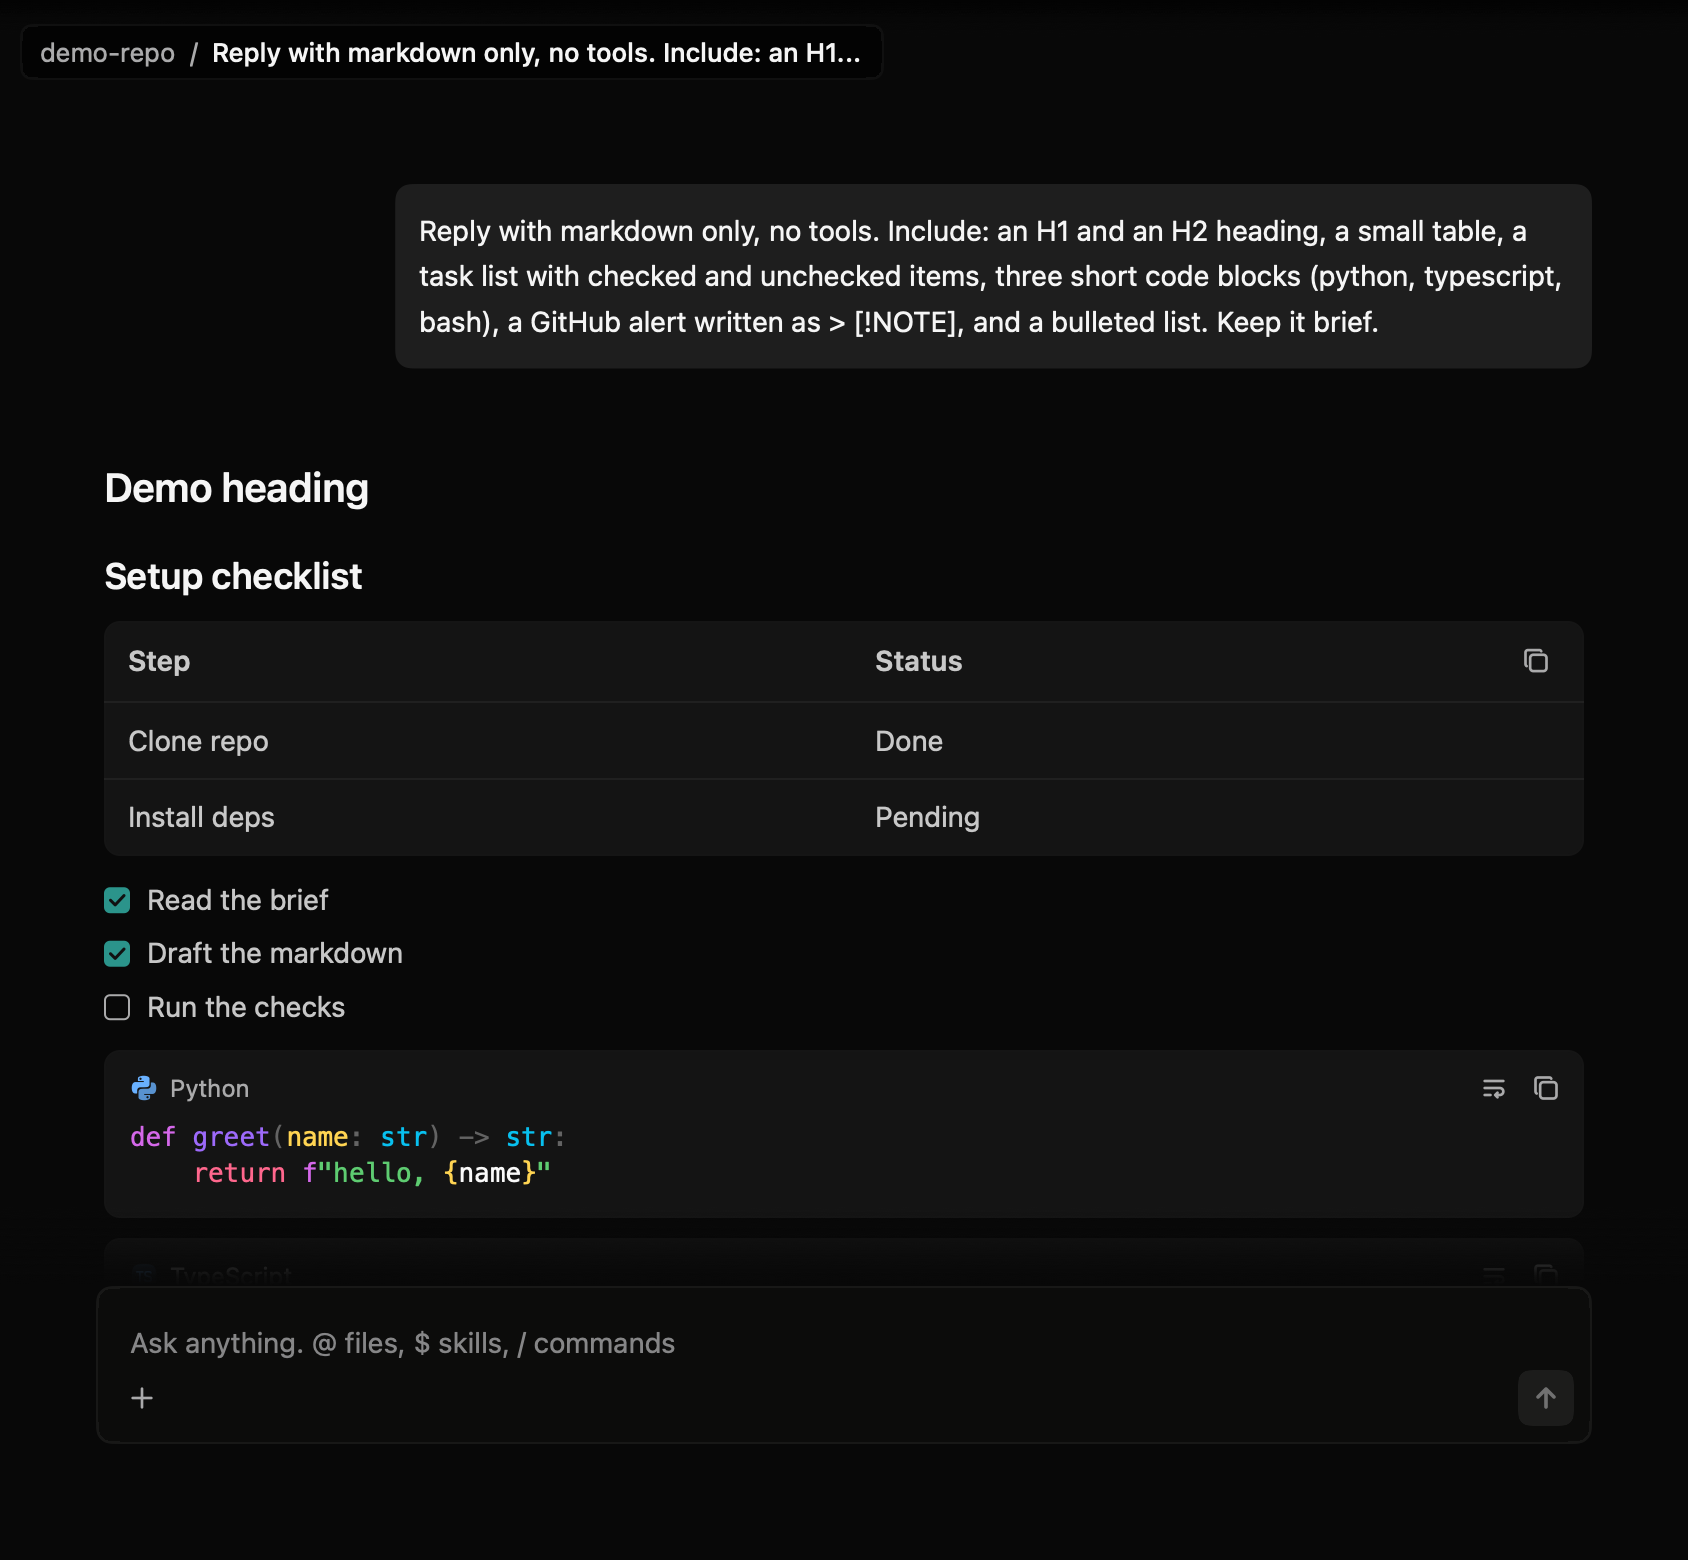 demo-repo / Reply with markdown only, no tools. Include: an H1...
Reply with markdown only, no tools. Include: an H1 and an H2 heading, a small table, a
task list with checked and unchecked items, three short code blocks (python, typescript,
bash), a GitHub alert written as > [!NOTE], and a bulleted list. Keep it brief.
Demo heading
Setup checklist
Step Status
Clone repo Done
Install deps Pending
Read the brief
Draft the markdown
Run the checks
Python
def greet(name: str) -> str:
    return f"hello, {name}"
TS TypeScript
Ask anything. @ files, $ skills, / commands